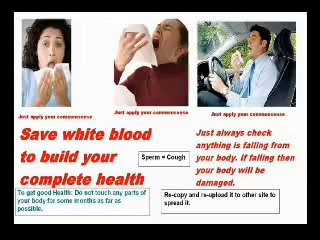 Just apply your commonsense
Just apply your commonsense
Just apply your commonsense
Save white blood
to build your
complete health
Sperm = Cough
Just always check
anything is falling from
your body. If falling then
your body will be
damaged.
To get good Health: Do not touch any parts of
your body for some months as far as
possible.
Re-copy and re-upload it to other site to
spread it.